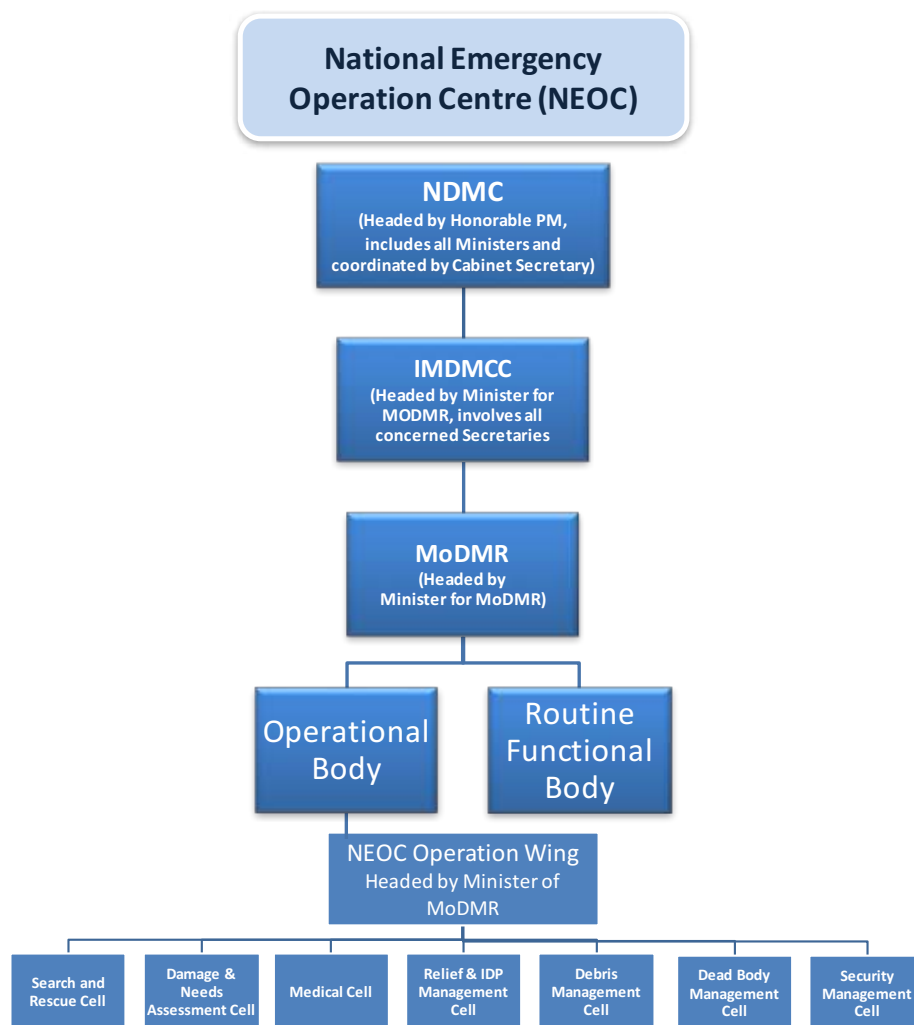 National Emergency
Operation Centre (NEOC)
NDMC
(Headed by Honorable PM,
includes all Ministers and
coordinated by Cabinet Secretary)
IMDMCC
(Headed by Minister for
MODMR, involves all
concerned Secretaries
MoDMR
(Headed by
Minister for MoDMR)
Operational
Body
Routine
Functional
Body
NEOC Operation Wing
Headed by Minister of
MoDMR
Search and
Rescue Cell
Damage &
Needs
Assessment Cell
Medical Cell
Relief & IDP
Management
Cell
Debris
Management
Cell
Dead Body
Management
Cell
Security
Management
Cell